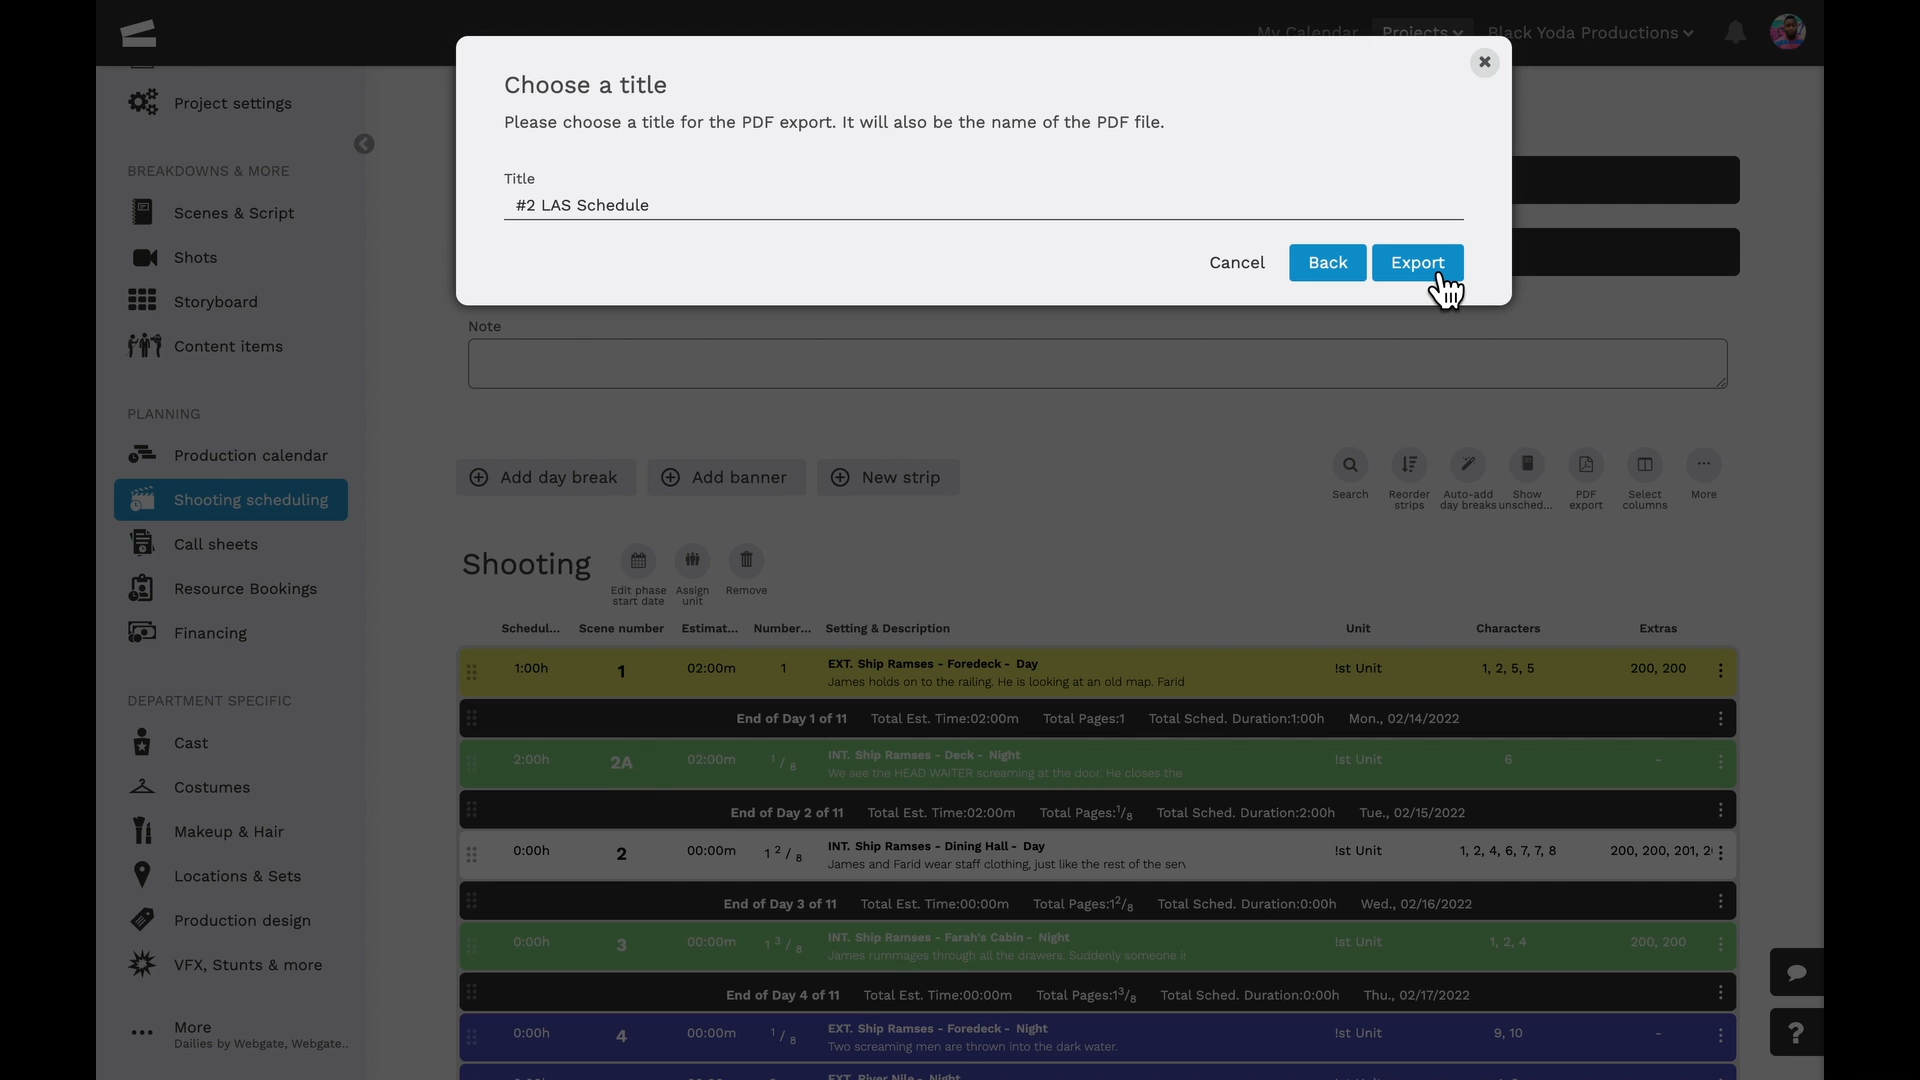 My Calendar Projects Black Yoda Productions
Choose a title
Please choose a title for the PDF export. It will also be the name of the PDF file.
Title
#2 LAS Schedule
Cancel Back Export
Project settings
BREAKDOWNS & MORE
Scenes & Script
Shots
Storyboard
Content items
PLANNING
Production calendar
Shooting scheduling
Call sheets
Resource Bookings
Financing
DEPARTMENT SPECIFIC
Cast
Costumes
Makeup & Hair
Locations & Sets
Production design
VFX, Stunts & more
More
Dailies by Webgate, Webgate..
Note
Add day break Add banner New strip
Search Reorder strips Auto-add day breaks Show unsched... PDF export Select columns More
Shooting Edit phase start date Assign unit Remove
Schedul... Scene number Estimat... Number... Setting & Description Unit Characters Extras
1:00h 1 02:00m 1 EXT. Ship Ramses - Foredeck - Day !st Unit 1, 2, 5, 5 200, 200
James holds on to the railing. He is looking at an old map. Farid
End of Day 1 of 11 Total Est. Time:02:00m Total Pages:1 Total Sched. Duration:1:00h Mon., 02/14/2022
2:00h 2A 02:00m 1/8 INT. Ship Ramses - Deck - Night !st Unit 6 -
We see the HEAD WAITER screaming at the door. He closes the
End of Day 2 of 11 Total Est. Time:02:00m Total Pages:1/8 Total Sched. Duration:2:00h Tue., 02/15/2022
0:00h 2 00:00m 1 2/8 INT. Ship Ramses - Dining Hall - Day !st Unit 1, 2, 4, 6, 7, 7, 8 200, 200, 201, 2
James and Farid wear staff clothing, just like the rest of the serv
End of Day 3 of 11 Total Est. Time:00:00m Total Pages:1 2/8 Total Sched. Duration:0:00h Wed., 02/16/2022
0:00h 3 00:00m 1 3/8 INT. Ship Ramses - Farah's Cabin - Night !st Unit 1, 2, 4 200, 200
James rummages through all the drawers. Suddenly someone i
End of Day 4 of 11 Total Est. Time:00:00m Total Pages:1 3/8 Total Sched. Duration:0:00h Thu., 02/17/2022
0:00h 4 00:00m 1/8 EXT. Ship Ramses - Foredeck - Night !st Unit 9, 10 -
Two screaming men are thrown into the dark water.
EXT. River Nile - Night
?